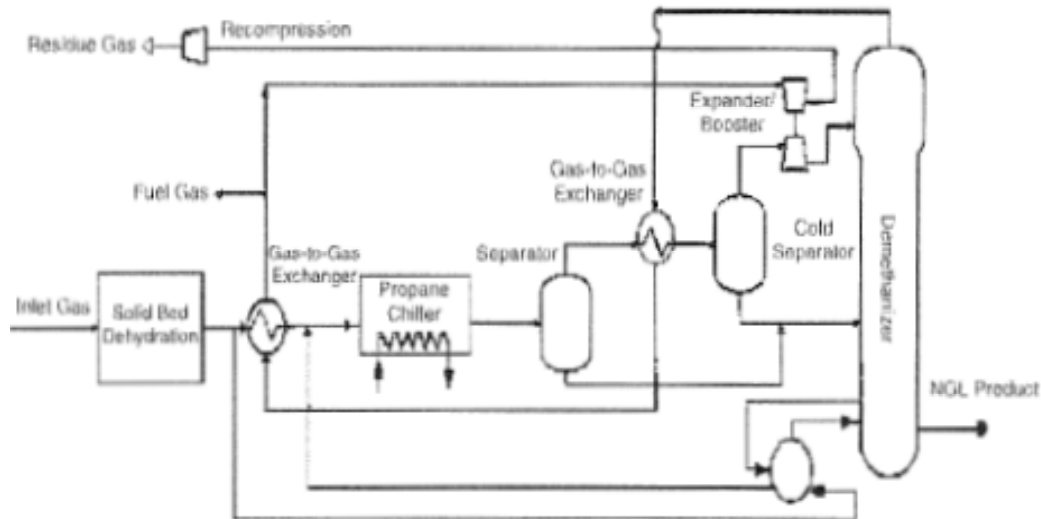 Recompression
Residue Gas
Expander/
Booster
Gas-to-Gas
Exchanger
Fuel Gas
Cold
Separator
Separator
Gas-to-Gas
Exchanger
Propane
Chiller
Inlet Gas
Solid Bed
Dehydration
Demethanizer
NGL Product